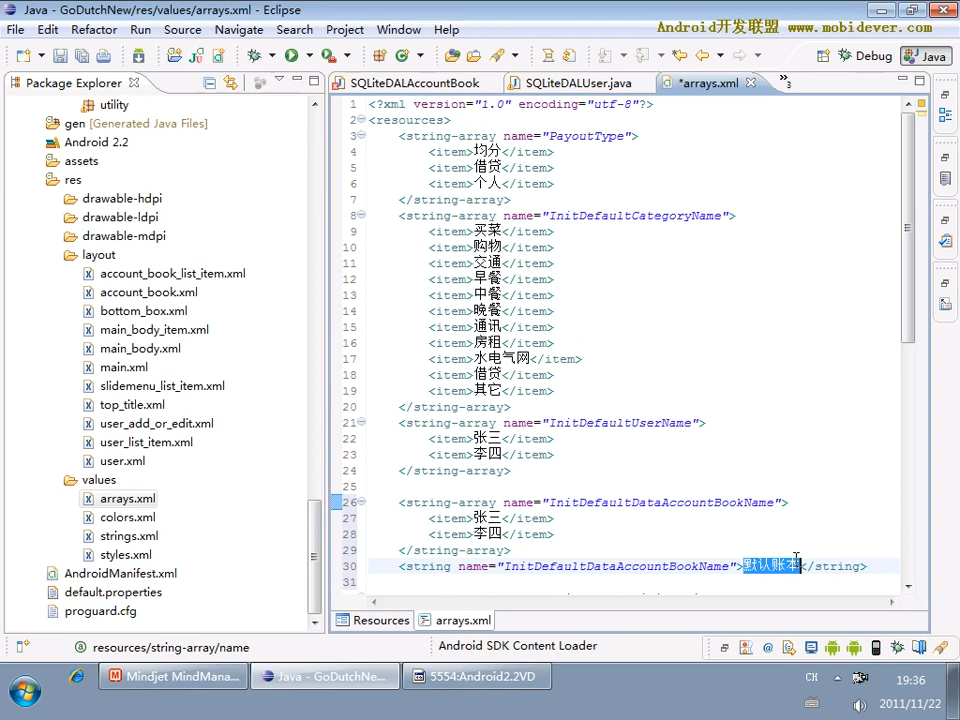 Java - GoDutchNew/res/values/arrays.xml - Eclipse
File Edit Refactor Run Source Navigate Search Project Window Help
Android开发联盟 www.mobidever.com
Debug Java
Package Explorer
SQLiteDALAccountBook
SQLiteDALUser.java
*arrays.xml
»3
utility
gen [Generated Java Files]
Android 2.2
assets
res
drawable-hdpi
drawable-ldpi
drawable-mdpi
layout
account_book_list_item.xml
account_book.xml
bottom_box.xml
main_body_item.xml
main_body.xml
main.xml
slidemenu_list_item.xml
top_title.xml
user_add_or_edit.xml
user_list_item.xml
user.xml
values
arrays.xml
colors.xml
strings.xml
styles.xml
AndroidManifest.xml
default.properties
proguard.cfg
1 <?xml version="1.0" encoding="utf-8"?>
2 <resources>
3 <string-array name="PayoutType">
4 <item>均分</item>
5 <item>借贷</item>
6 <item>个人</item>
7 </string-array>
8 <string-array name="InitDefaultCategoryName">
9 <item>买菜</item>
10 <item>购物</item>
11 <item>交通</item>
12 <item>早餐</item>
13 <item>中餐</item>
14 <item>晚餐</item>
15 <item>通讯</item>
16 <item>房租</item>
17 <item>水电气网</item>
18 <item>借贷</item>
19 <item>其它</item>
20 </string-array>
21 <string-array name="InitDefaultUserName">
22 <item>张三</item>
23 <item>李四</item>
24 </string-array>
25
26 <string-array name="InitDefaultDataAccountBookName">
27 <item>张三</item>
28 <item>李四</item>
29 </string-array>
30 <string name="InitDefaultDataAccountBookName">默认账本</string>
31
Resources arrays.xml
resources/string-array/name
Android SDK Content Loader
Mindjet MindMana...
Java - GoDutchNe...
5554:Android2.2VD
CH
19:36
2011/11/22